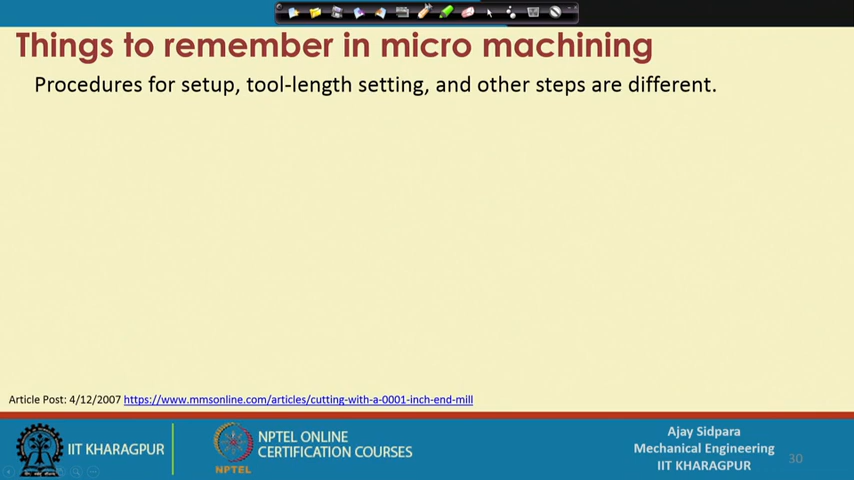 Things to remember in micro machining
Procedures for setup, tool-length setting, and other steps are different.
Article Post: 4/12/2007 https://www.mmsonline.com/articles/cutting-with-a-0001-inch-end-mill
IIT KHARAGPUR
NPTEL
NPTEL ONLINE
CERTIFICATION COURSES
Ajay Sidpara
Mechanical Engineering
IIT KHARAGPUR
30